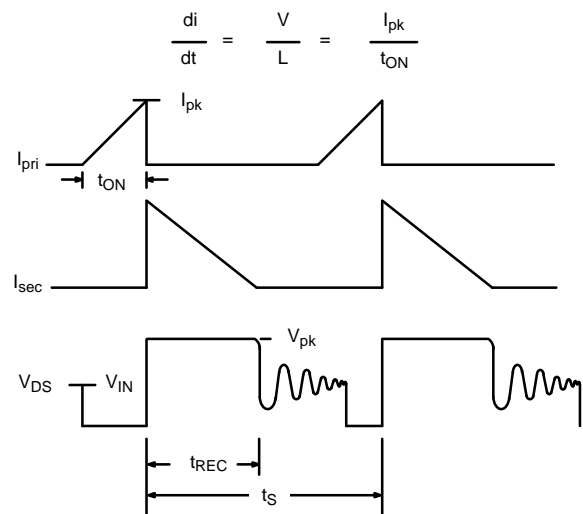 di/dt = V/L = Ipk/tON
Ipk
Ipri
tON
Isec
Vpk
VDS
VIN
tREC
tS